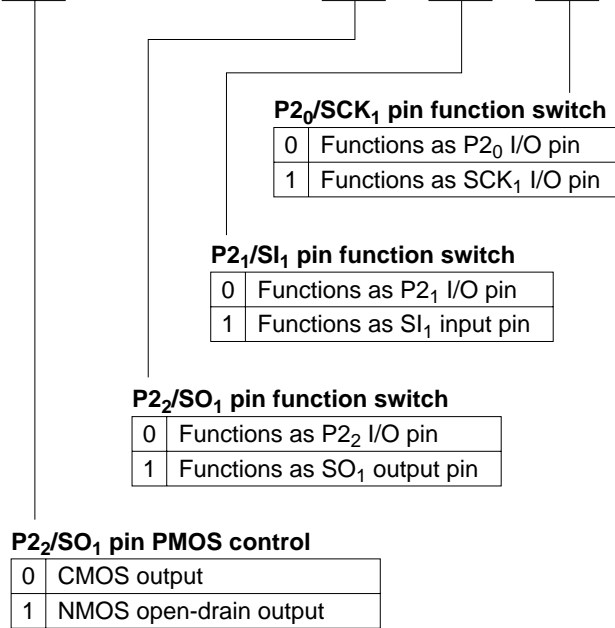 P2₀/SCK₁ pin function switch
0 Functions as P2₀ I/O pin
1 Functions as SCK₁ I/O pin
P2₁/SI₁ pin function switch
0 Functions as P2₁ I/O pin
1 Functions as SI₁ input pin
P2₂/SO₁ pin function switch
0 Functions as P2₂ I/O pin
1 Functions as SO₁ output pin
P2₂/SO₁ pin PMOS control
0 CMOS output
1 NMOS open-drain output